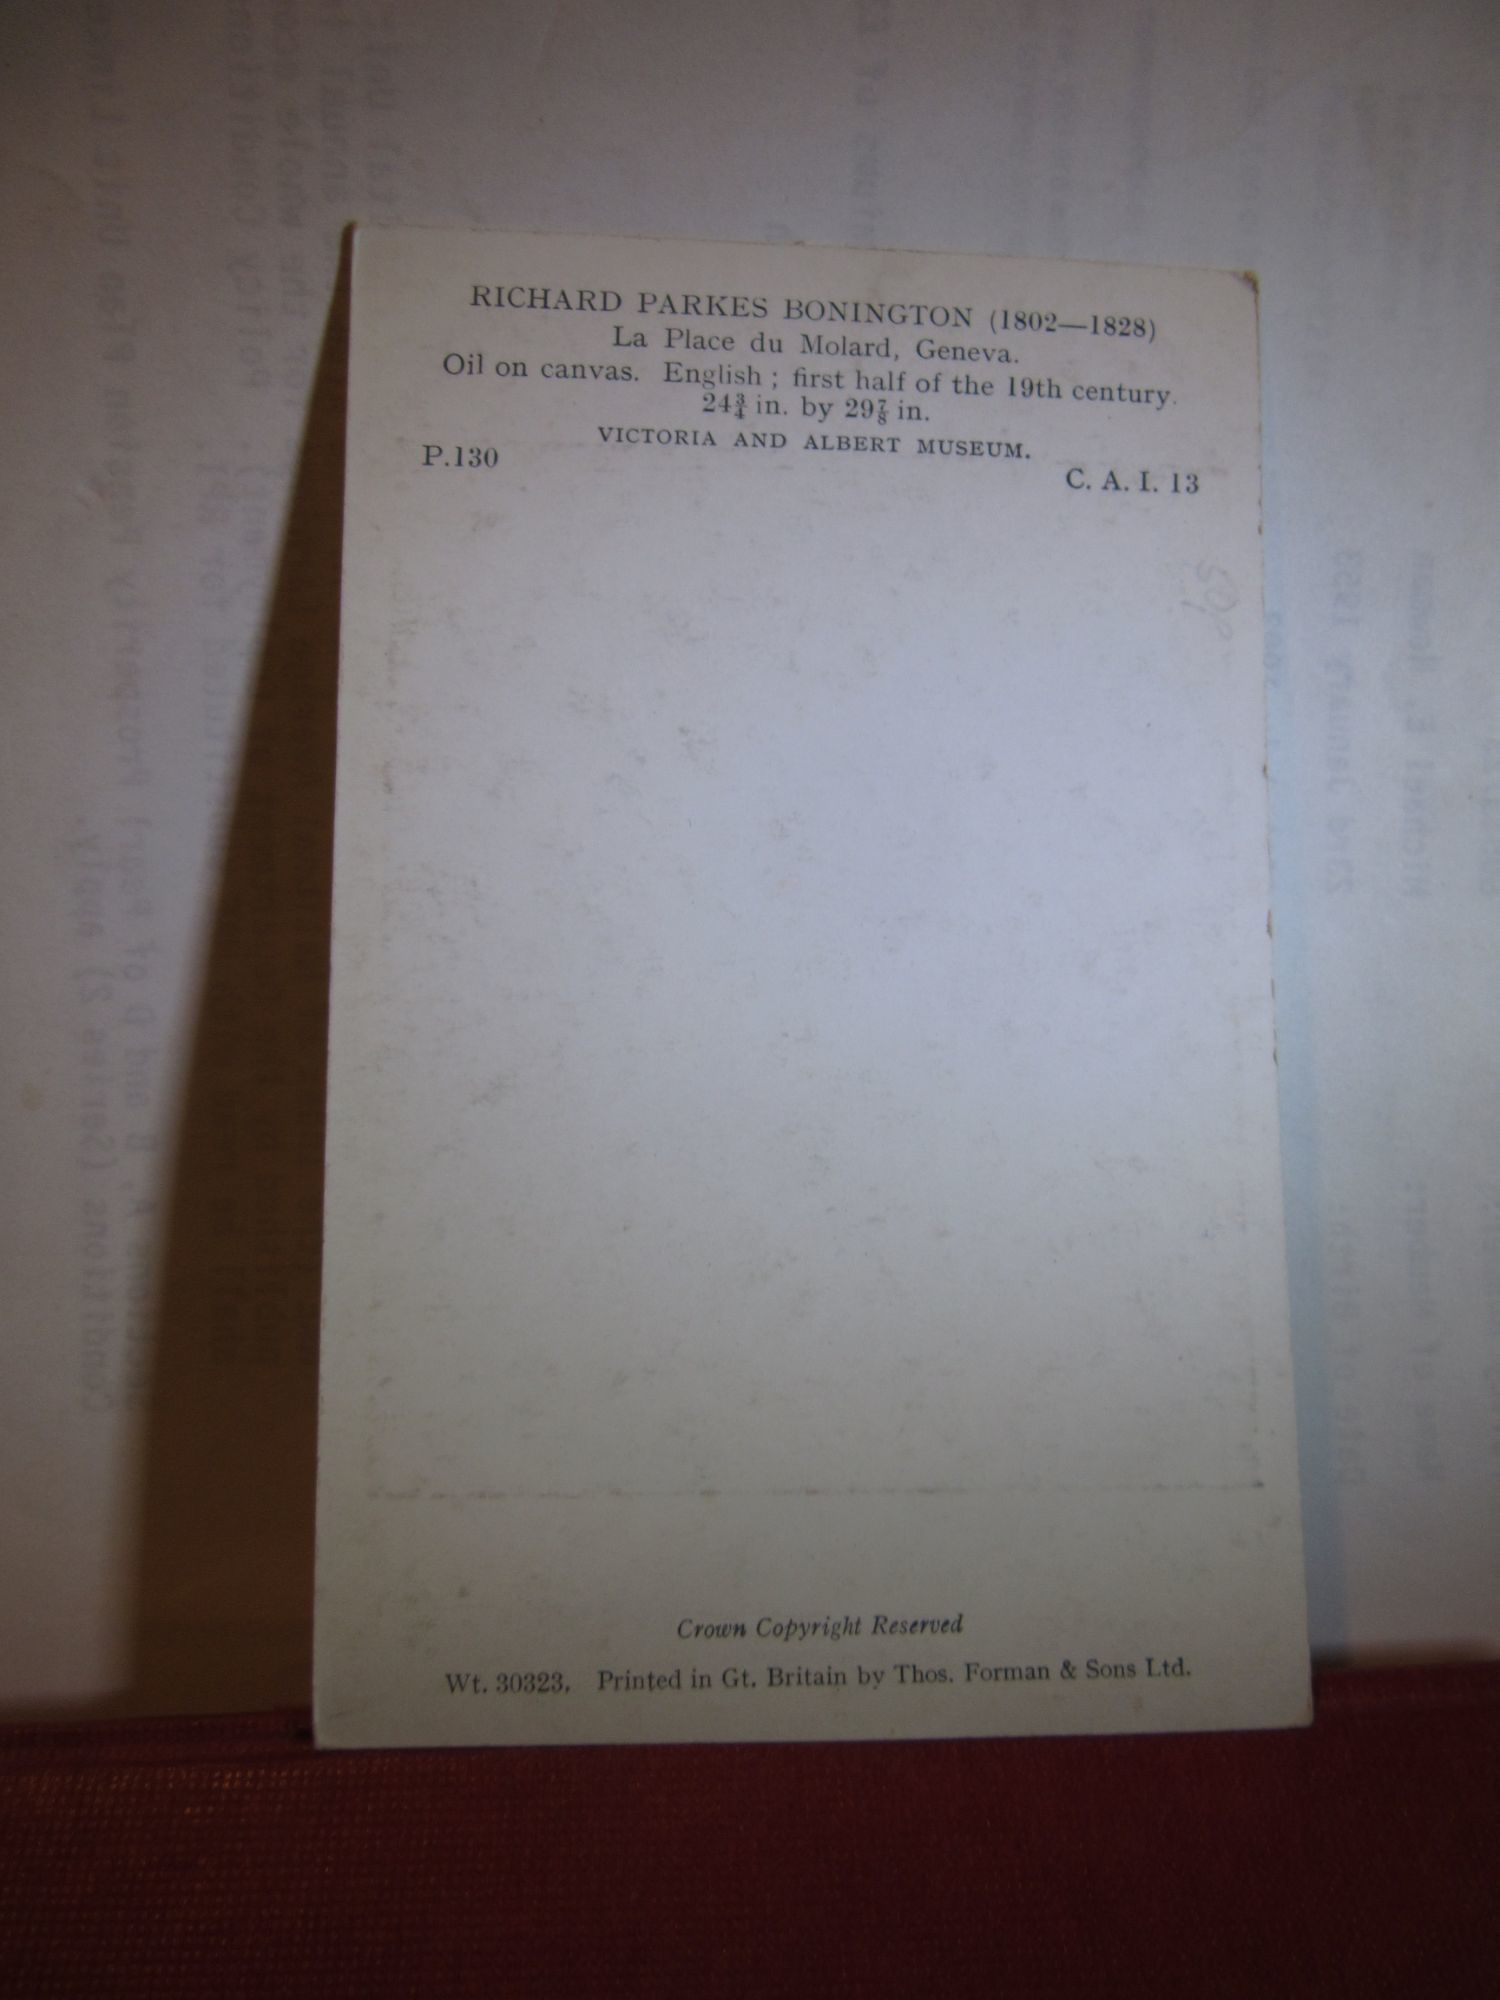 RICHARD PARKES BONINGTON (1802—1828)
La Place du Molard, Geneva.
Oil on canvas. English ; first half of the 19th century.
24¾ in. by 29⅞ in.
VICTORIA AND ALBERT MUSEUM.
P.130
C. A. I. 13
50p
Crown Copyright Reserved
Wt. 30323. Printed in Gt. Britain by Thos. Forman & Sons Ltd.